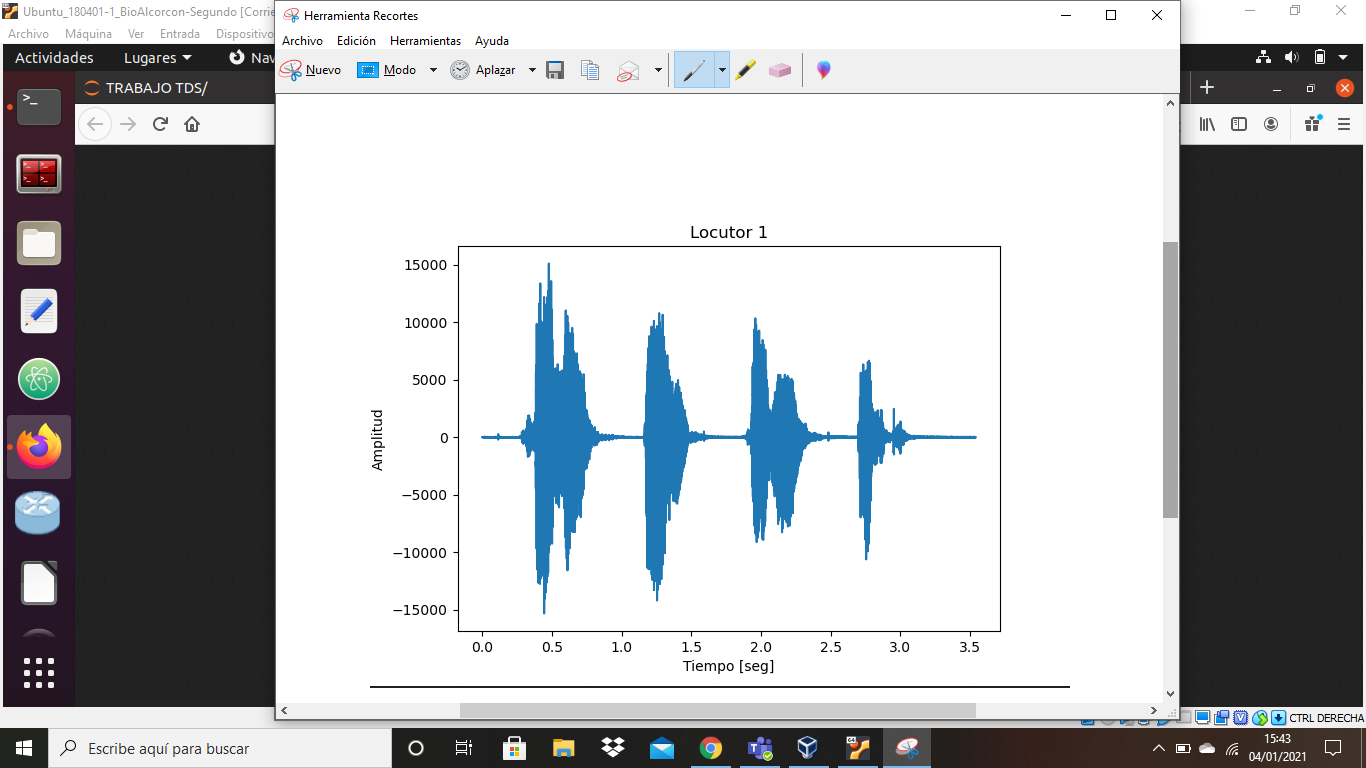 Ubuntu_180401-1_BioAlcorcon-Segundo [Corrie
Archivo Máquina Ver Entrada Dispositivo
Actividades Lugares Nav
TRABAJO TDS/
Herramienta Recortes
Archivo Edición Herramientas Ayuda
Nuevo Modo Aplazar
Locutor 1
15000
10000
5000
0
−5000
−10000
−15000
Amplitud
0.0 0.5 1.0 1.5 2.0 2.5 3.0 3.5
Tiempo [seg]
CTRL DERECHA
Escribe aquí para buscar
15:43
04/01/2021